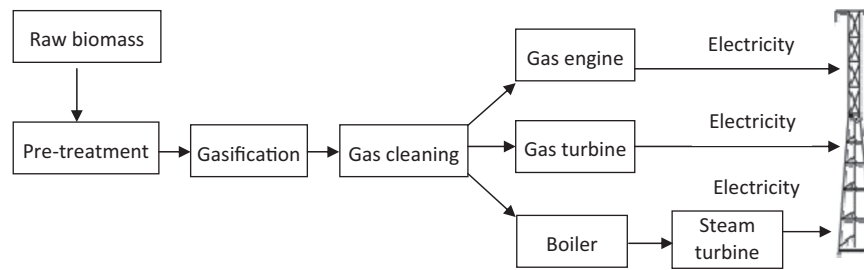 Raw biomass
Pre-treatment
Gasification
Gas cleaning
Gas engine
Electricity
Gas turbine
Electricity
Boiler
Steam
turbine
Electricity